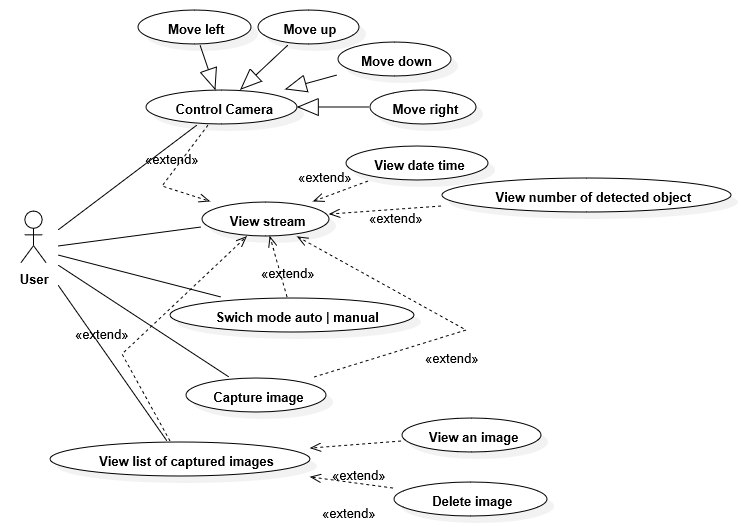 Move left
Move up
Move down
Control Camera
Move right
«extend»
View date time
«extend»
View number of detected object
«extend»
View stream
User
«extend»
Swich mode auto | manual
«extend»
«extend»
Capture image
View an image
View list of captured images
«extend»
Delete image
«extend»